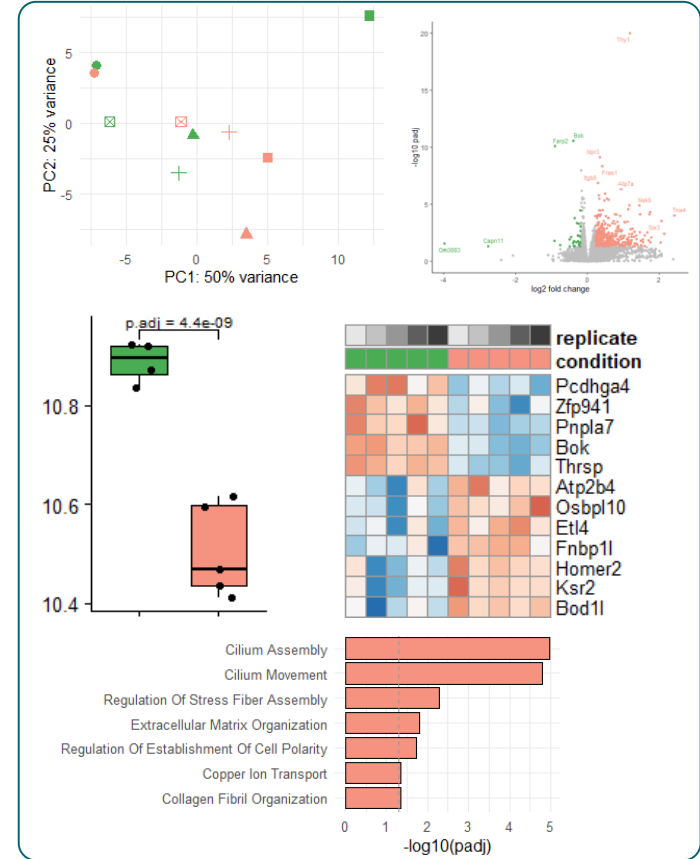 PC2: 25% variance
5
0
-5
-5
0
5
10
PC1: 50% variance
-log10 padj
20
15
10
5
0
Thy1
Bok
Farp2
Fras1
Itgb8
Atp7a
Capn11
-4
-2
0
2
log2 fold change
p.adj = 4.4e-09
10.8
10.6
10.4
replicate
condition
Pcdhga4
Zfp941
Pnpla7
Bok
Thrsp
Atp2b4
Osbpl10
Etl4
Fnbp1l
Homer2
Ksr2
Bod1l
Cilium Assembly
Cilium Movement
Regulation Of Stress Fiber Assembly
Extracellular Matrix Organization
Regulation Of Establishment Of Cell Polarity
Copper Ion Transport
Collagen Fibril Organization
0
1
2
3
4
5
-log10(padj)